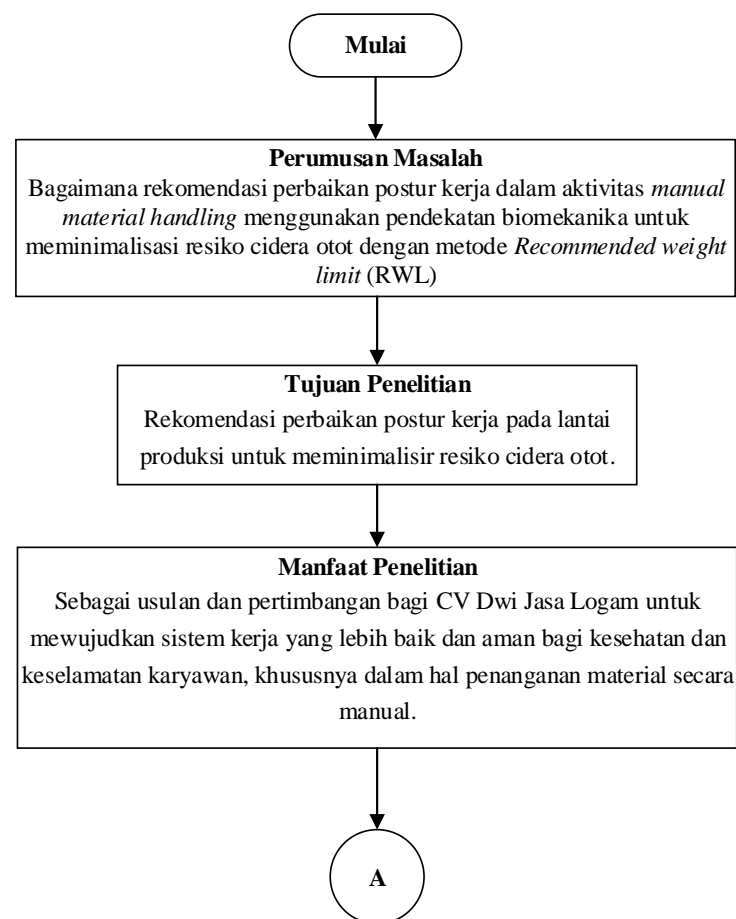 Mulai
Perumusan Masalah
Bagaimana rekomendasi perbaikan postur kerja dalam aktivitas manual
material handling menggunakan pendekatan biomekanika untuk
meminimalisasi resiko cidera otot dengan metode Recommended weight
limit (RWL)
Tujuan Penelitian
Rekomendasi perbaikan postur kerja pada lantai
produksi untuk meminimalisir resiko cidera otot.
Manfaat Penelitian
Sebagai usulan dan pertimbangan bagi CV Dwi Jasa Logam untuk
mewujudkan sistem kerja yang lebih baik dan aman bagi kesehatan dan
keselamatan karyawan, khususnya dalam hal penanganan material secara
manual.
A